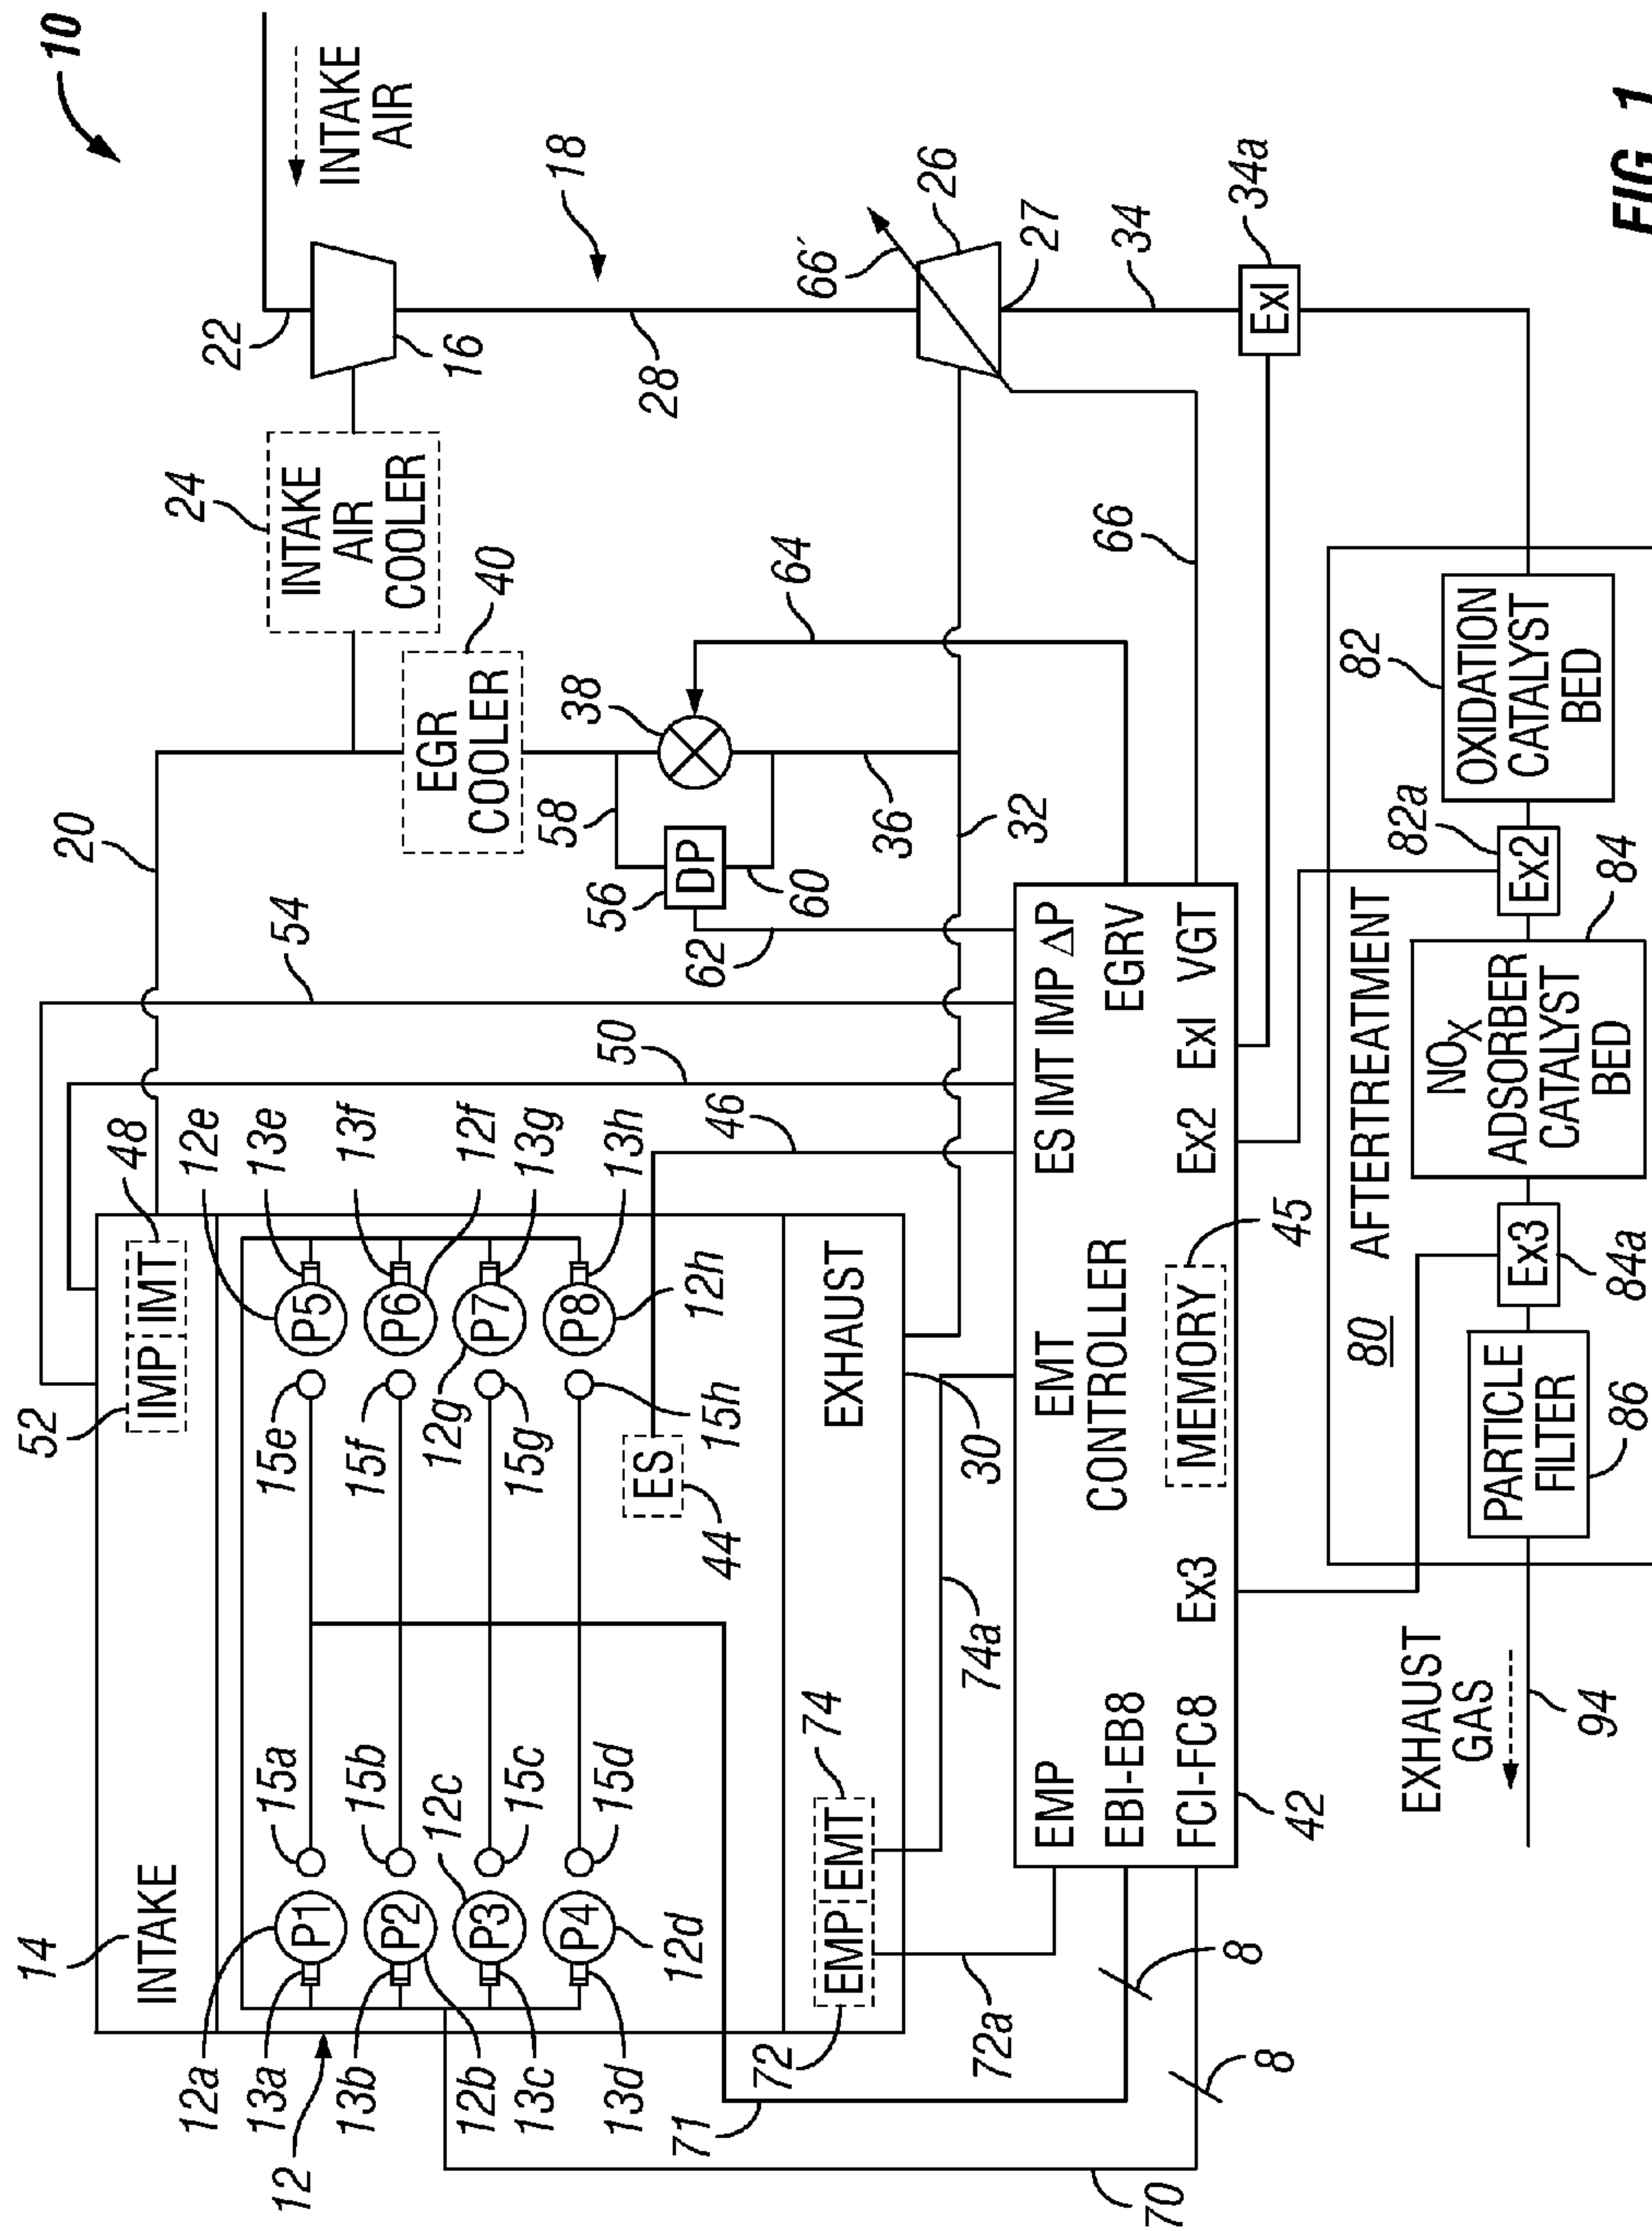 10
52
14
20
48
54
INTAKE
IMP
IMT
24
22
INTAKE
AIR
12a
15a
15e
12e
INTAKE
AIR
COOLER
13a
13e
12
15b
15f
13f
40
16
13b
15c
12c
12g
12f
EGR
COOLER
18
12b
13c
15g
13g
P1
P5
P2
P6
P3
P7
P4
P8
15d
13h
38
58
13d
12d
ES
15h
12h
50
56
DP
28
71
44
46
62
60
64
66´
72
EMP
EMT
74
EXHAUST
36
26
72a
74a
30
32
27
EMP
EMT
ES IMT IMP ΔP
66
34
8
EBI-EB8
CONTROLLER
EGRV
70
FCI-FC8
Ex3
MEMORY
Ex2
ExI
VGT
34a
8
42
45
ExI
80
AFTERTREATMENT
82
EXHAUST
GAS
82a
NOX
ADSORBER
CATALYST
BED
OXIDATION
CATALYST
BED
PARTICLE
FILTER
Ex3
Ex2
94
86
84a
84
FIG. 1